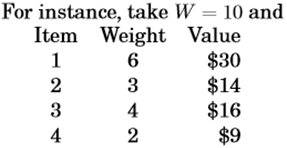 For instance, take W = 10 and
Item Weight Value
1 6 $30
2 3 $14
3 4 $16
4 2 $9